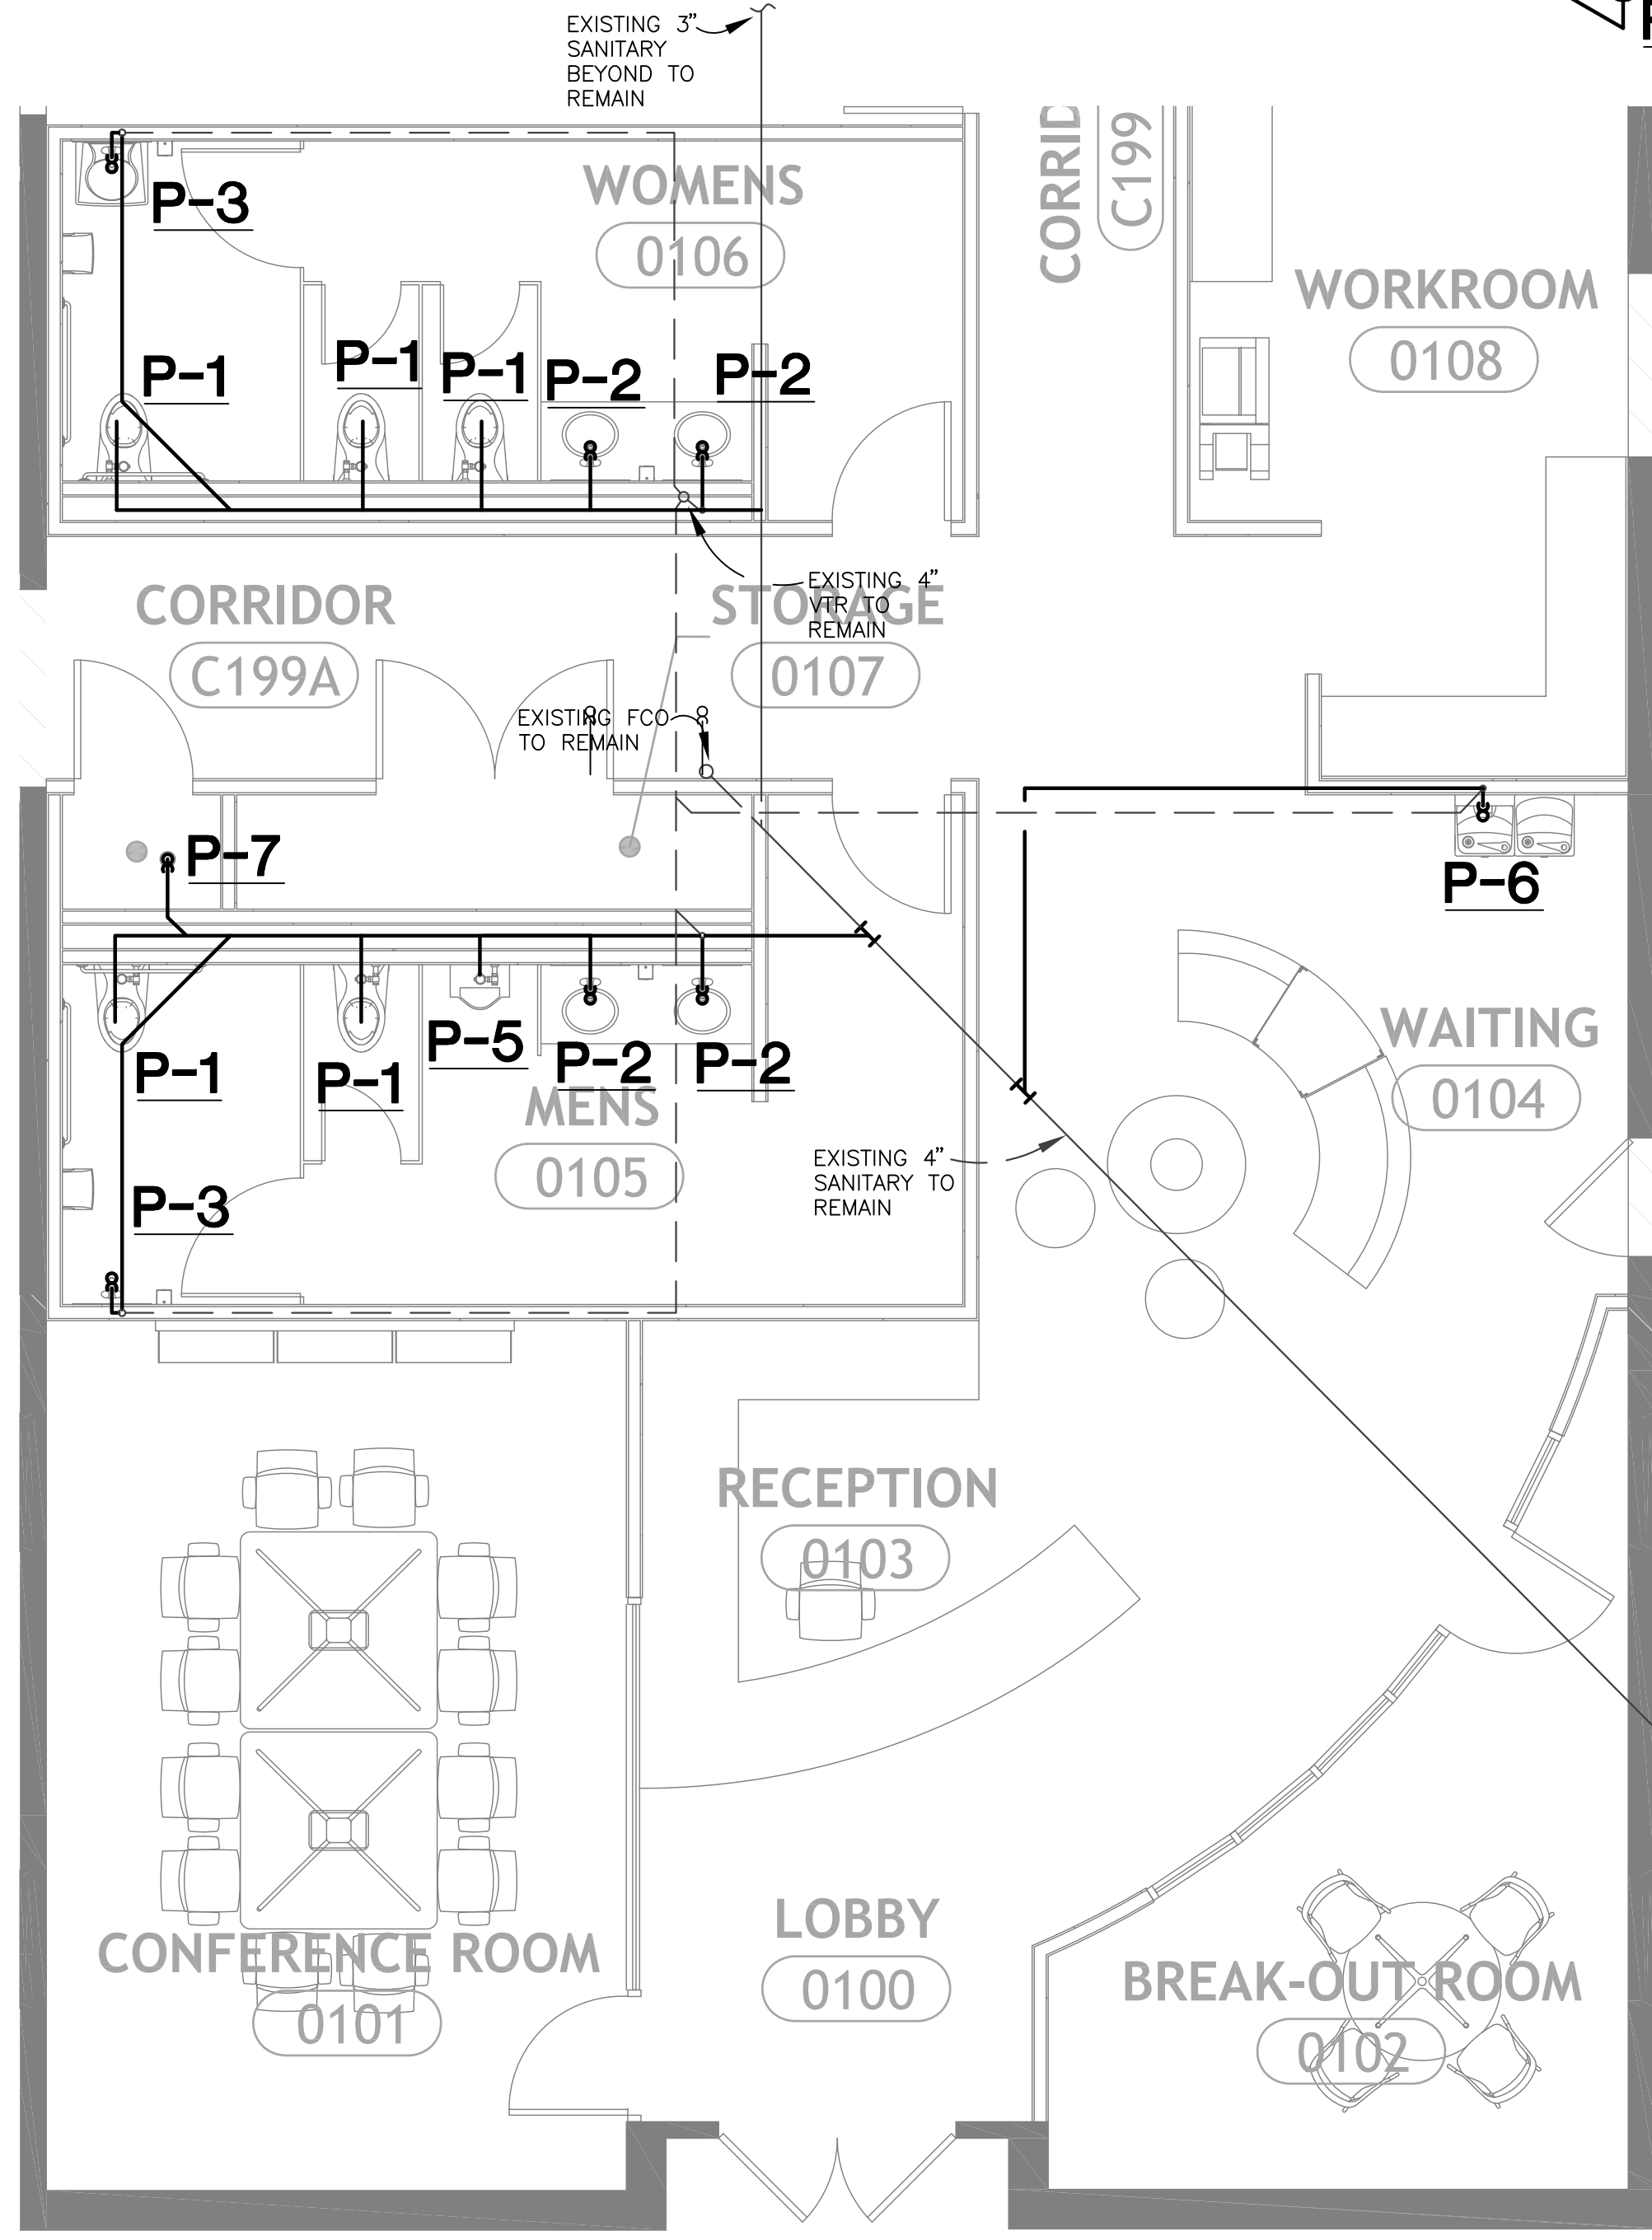 EXISTING 3"
SANITARY
BEYOND TO
REMAIN
CORRID
C199
WOMENS
0106
P-3
WORKROOM
0108
P-1
P-1
P-1
P-2
P-2
EXISTING 4"
VTR TO
REMAIN
CORRIDOR
C199A
STORAGE
0107
EXISTING FCO
TO REMAIN
P-7
P-6
WAITING
0104
P-1
P-1
P-5
P-2
P-2
MENS
0105
EXISTING 4"
SANITARY TO
REMAIN
P-3
RECEPTION
0103
LOBBY
0100
CONFERENCE ROOM
0101
BREAK-OUT ROOM
0102